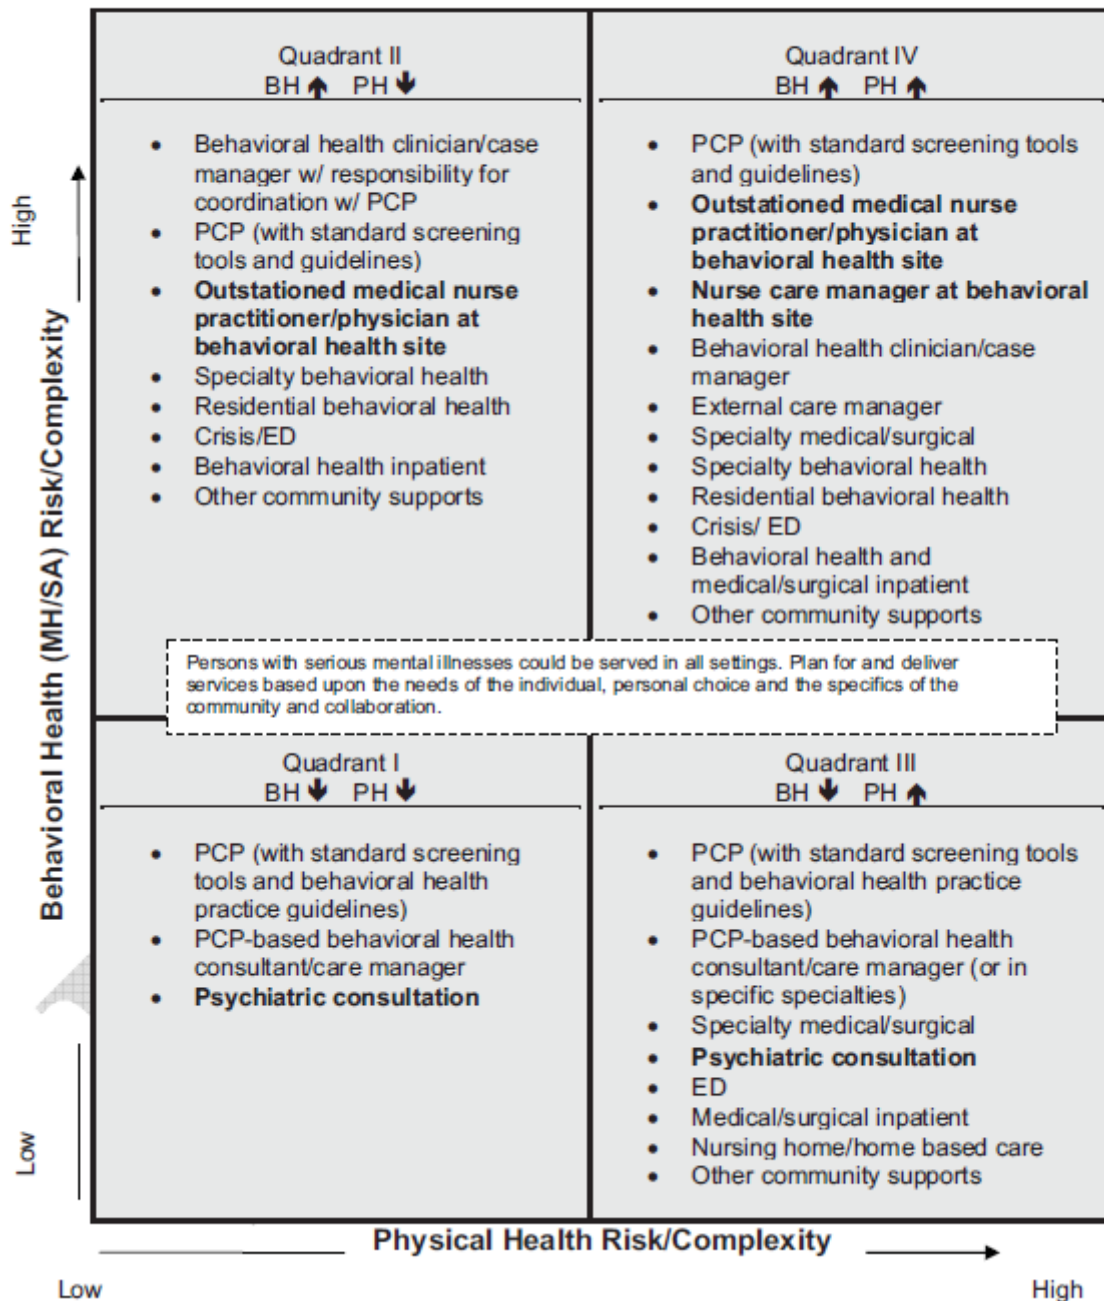 Quadrant II
BH ↑ PH ↓
• Behavioral health clinician/case
manager w/ responsibility for
coordination w/ PCP
• PCP (with standard screening
tools and guidelines)
• Outstationed medical nurse
practitioner/physician at
behavioral health site
• Specialty behavioral health
• Residential behavioral health
• Crisis/ED
• Behavioral health inpatient
• Other community supports
Quadrant IV
BH ↑ PH ↑
• PCP (with standard screening tools
and guidelines)
• Outstationed medical nurse
practitioner/physician at
behavioral health site
• Nurse care manager at behavioral
health site
• Behavioral health clinician/case
manager
• External care manager
• Specialty medical/surgical
• Specialty behavioral health
• Residential behavioral health
• Crisis/ ED
• Behavioral health and
medical/surgical inpatient
• Other community supports
Persons with serious mental illnesses could be served in all settings. Plan for and deliver
services based upon the needs of the individual, personal choice and the specifics of the
community and collaboration.
Quadrant I
BH ↓ PH ↓
• PCP (with standard screening
tools and behavioral health
practice guidelines)
• PCP-based behavioral health
consultant/care manager
• Psychiatric consultation
Quadrant III
BH ↓ PH ↑
• PCP (with standard screening tools
and behavioral health practice
guidelines)
• PCP-based behavioral health
consultant/care manager (or in
specific specialties)
• Specialty medical/surgical
• Psychiatric consultation
• ED
• Medical/surgical inpatient
• Nursing home/home based care
• Other community supports
High
Behavioral Health (MH/SA) Risk/Complexity
Low
Physical Health Risk/Complexity
Low
High